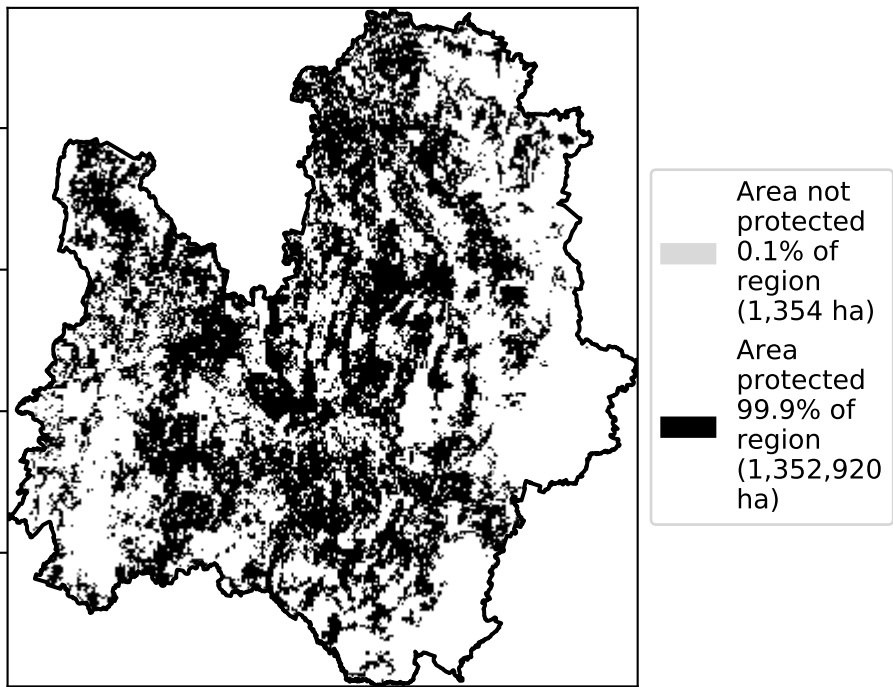 Area not
protected
0.1% of
region
(1,354 ha)
Area
protected
99.9% of
region
(1,352,920
ha)